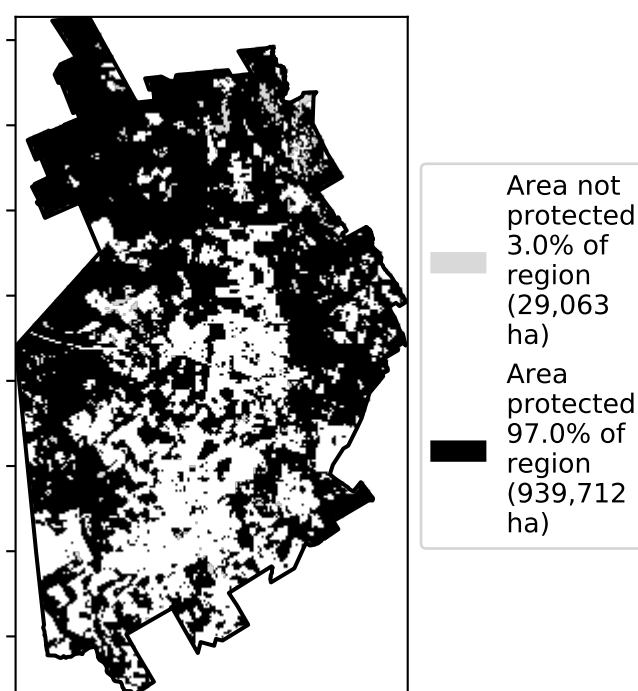 Area not
protected
3.0% of
region
(29,063
ha)
Area
protected
97.0% of
region
(939,712
ha)